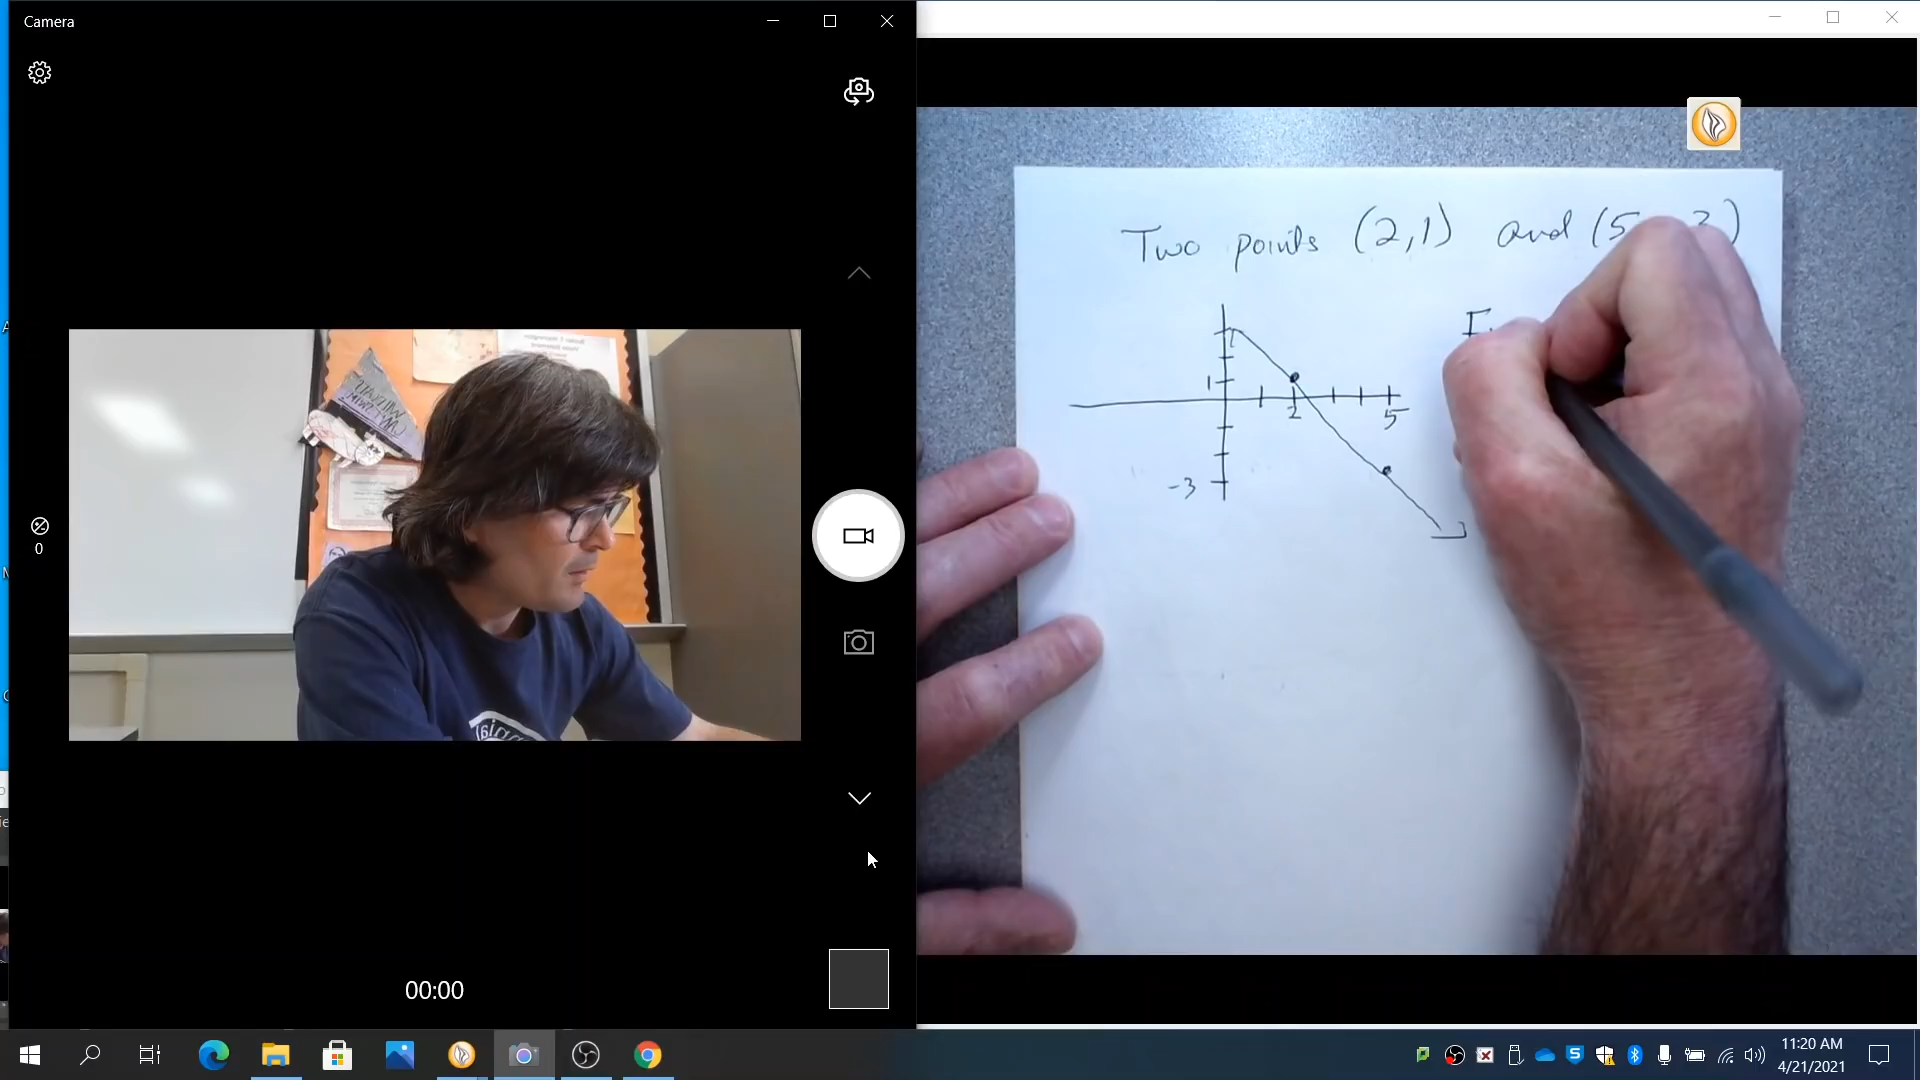 Camera
Two points (2,1) and (5
1
2
5
-3
0
00:00
11:20 AM
4/21/2021